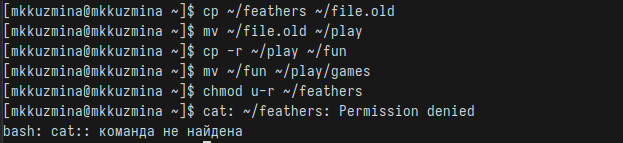 [mkkuzmina@mkkuzmina ~]$ cp ~/feathers ~/file.old
[mkkuzmina@mkkuzmina ~]$ mv ~/file.old ~/play
[mkkuzmina@mkkuzmina ~]$ cp -r ~/play ~/fun
[mkkuzmina@mkkuzmina ~]$ mv ~/fun ~/play/games
[mkkuzmina@mkkuzmina ~]$ chmod u-r ~/feathers
[mkkuzmina@mkkuzmina ~]$ cat: ~/feathers: Permission denied
bash: cat:: команда не найдена